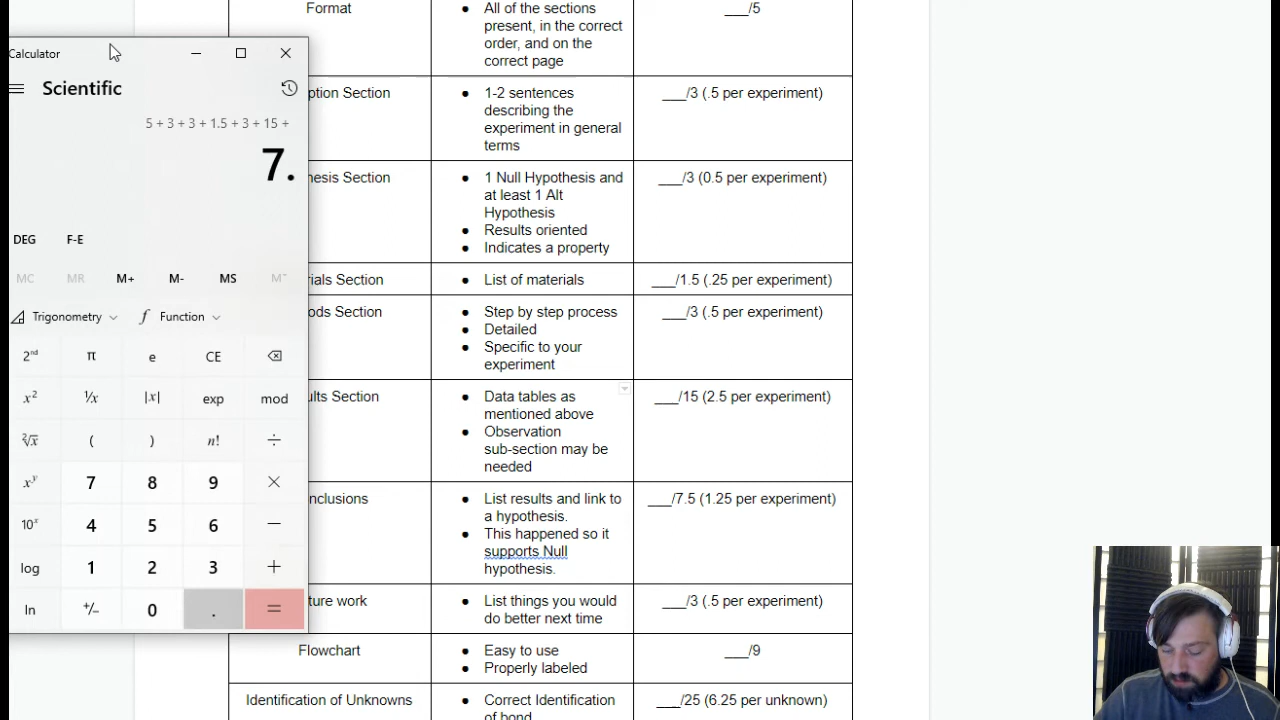 Format
All of the sections
present, in the correct
order, and on the
correct page
___/5
Calculator
Scientific
5 + 3 + 3 + 1.5 + 3 + 15 +
7.
DEG F-E
MC MR M+ M- MS M˅
Trigonometry Function
2nd π e CE
x² ¹/x |x| exp mod
²√x ( ) n! ÷
xʸ 7 8 9 ×
10ˣ 4 5 6 −
log 1 2 3 +
ln +/− 0 . =
ption Section
1-2 sentences
describing the
experiment in general
terms
___/3 (.5 per experiment)
hesis Section
1 Null Hypothesis and
at least 1 Alt
Hypothesis
Results oriented
Indicates a property
___/3 (0.5 per experiment)
rials Section
List of materials
___/1.5 (.25 per experiment)
ods Section
Step by step process
Detailed
Specific to your
experiment
___/3 (.5 per experiment)
ults Section
Data tables as
mentioned above
Observation
sub-section may be
needed
___/15 (2.5 per experiment)
nclusions
List results and link to
a hypothesis.
This happened so it
supports Null
hypothesis.
___/7.5 (1.25 per experiment)
ture work
List things you would
do better next time
___/3 (.5 per experiment)
Flowchart
Easy to use
Properly labeled
___/9
Identification of Unknowns
Correct Identification
of bond
___/25 (6.25 per unknown)